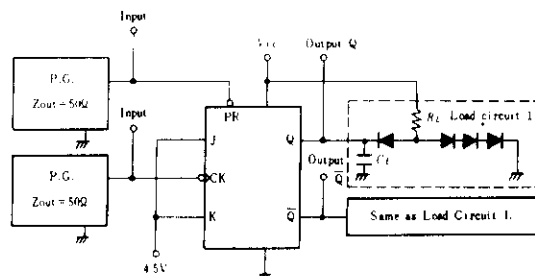 Input
Vcc
Output Q
P.G.
Zout = 50Ω
Input
PR
RL
Load circuit 1
J
Q
Output
Q̅
CL
P.G.
Zout = 50Ω
CK
K
Q̅
Same as Load Circuit 1.
4.5V